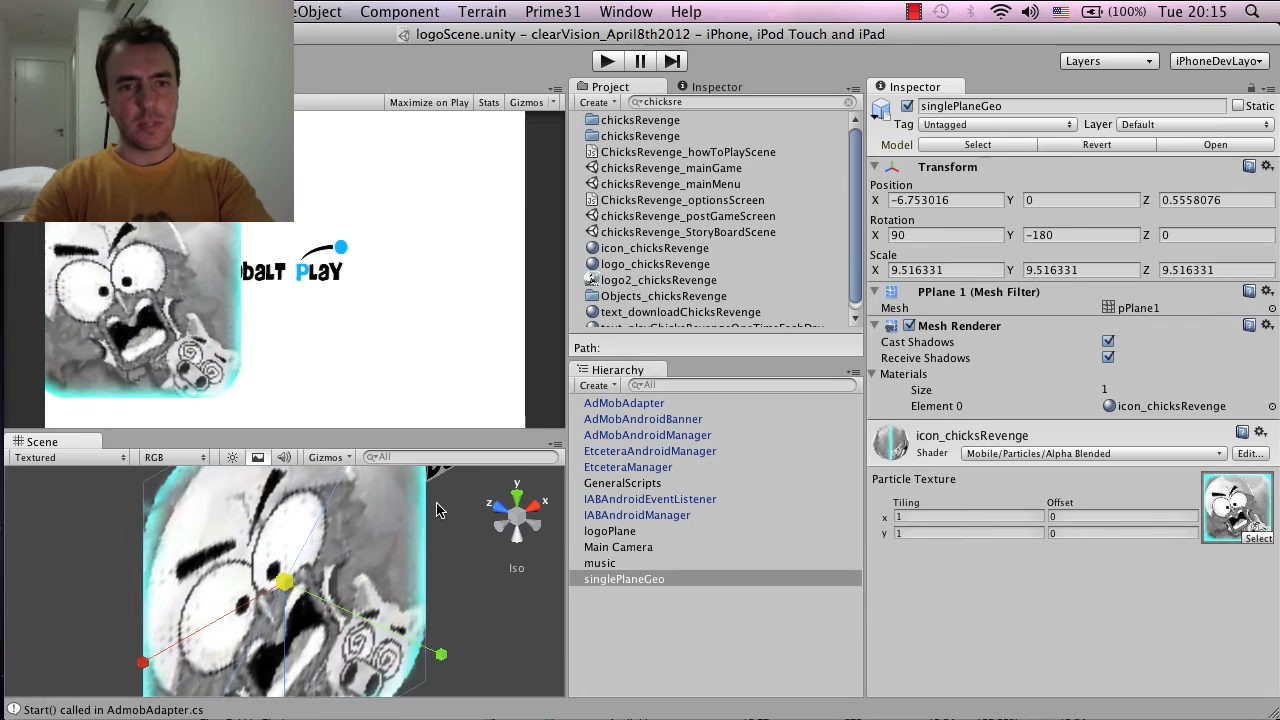 eObject Component Terrain Prime31 Window Help (100%) Tue 20:15
logoScene.unity – clearVision_April8th2012 – iPhone, iPod Touch and iPad
Layers iPhoneDevLayo
Maximize on Play Stats Gizmos
Project Inspector
Create chicksre
chicksRevenge
chicksRevenge
ChicksRevenge_howToPlayScene
chicksRevenge_mainGame
chicksRevenge_mainMenu
ChicksRevenge_optionsScreen
chicksRevenge_postGameScreen
chicksRevenge_StoryBoardScene
icon_chicksRevenge
logo_chicksRevenge
logo2_chicksRevenge
Objects_chicksRevenge
text_downloadChicksRevenge
text_playChicksRevengeOneTimeEachDay
Path:
Hierarchy
Create All
AdMobAdapter
AdMobAndroidBanner
AdMobAndroidManager
EtceteraAndroidManager
EtceteraManager
GeneralScripts
IABAndroidEventListener
IABAndroidManager
logoPlane
Main Camera
music
singlePlaneGeo
Inspector
singlePlaneGeo Static
Tag Untagged Layer Default
Model Select Revert Open
Transform
Position
X -6.753016 Y 0 Z 0.5558076
Rotation
X 90 Y -180 Z 0
Scale
X 9.516331 Y 9.516331 Z 9.516331
PPlane 1 (Mesh Filter)
Mesh pPlane1
Mesh Renderer
Cast Shadows
Receive Shadows
Materials
Size 1
Element 0 icon_chicksRevenge
icon_chicksRevenge
Shader Mobile/Particles/Alpha Blended Edit...
Particle Texture
Tiling Offset
x 1 0
y 1 0
Select
obalt PLaY
Scene
Textured RGB Gizmos All
y
z x
Iso
Start() called in AdmobAdapter.cs